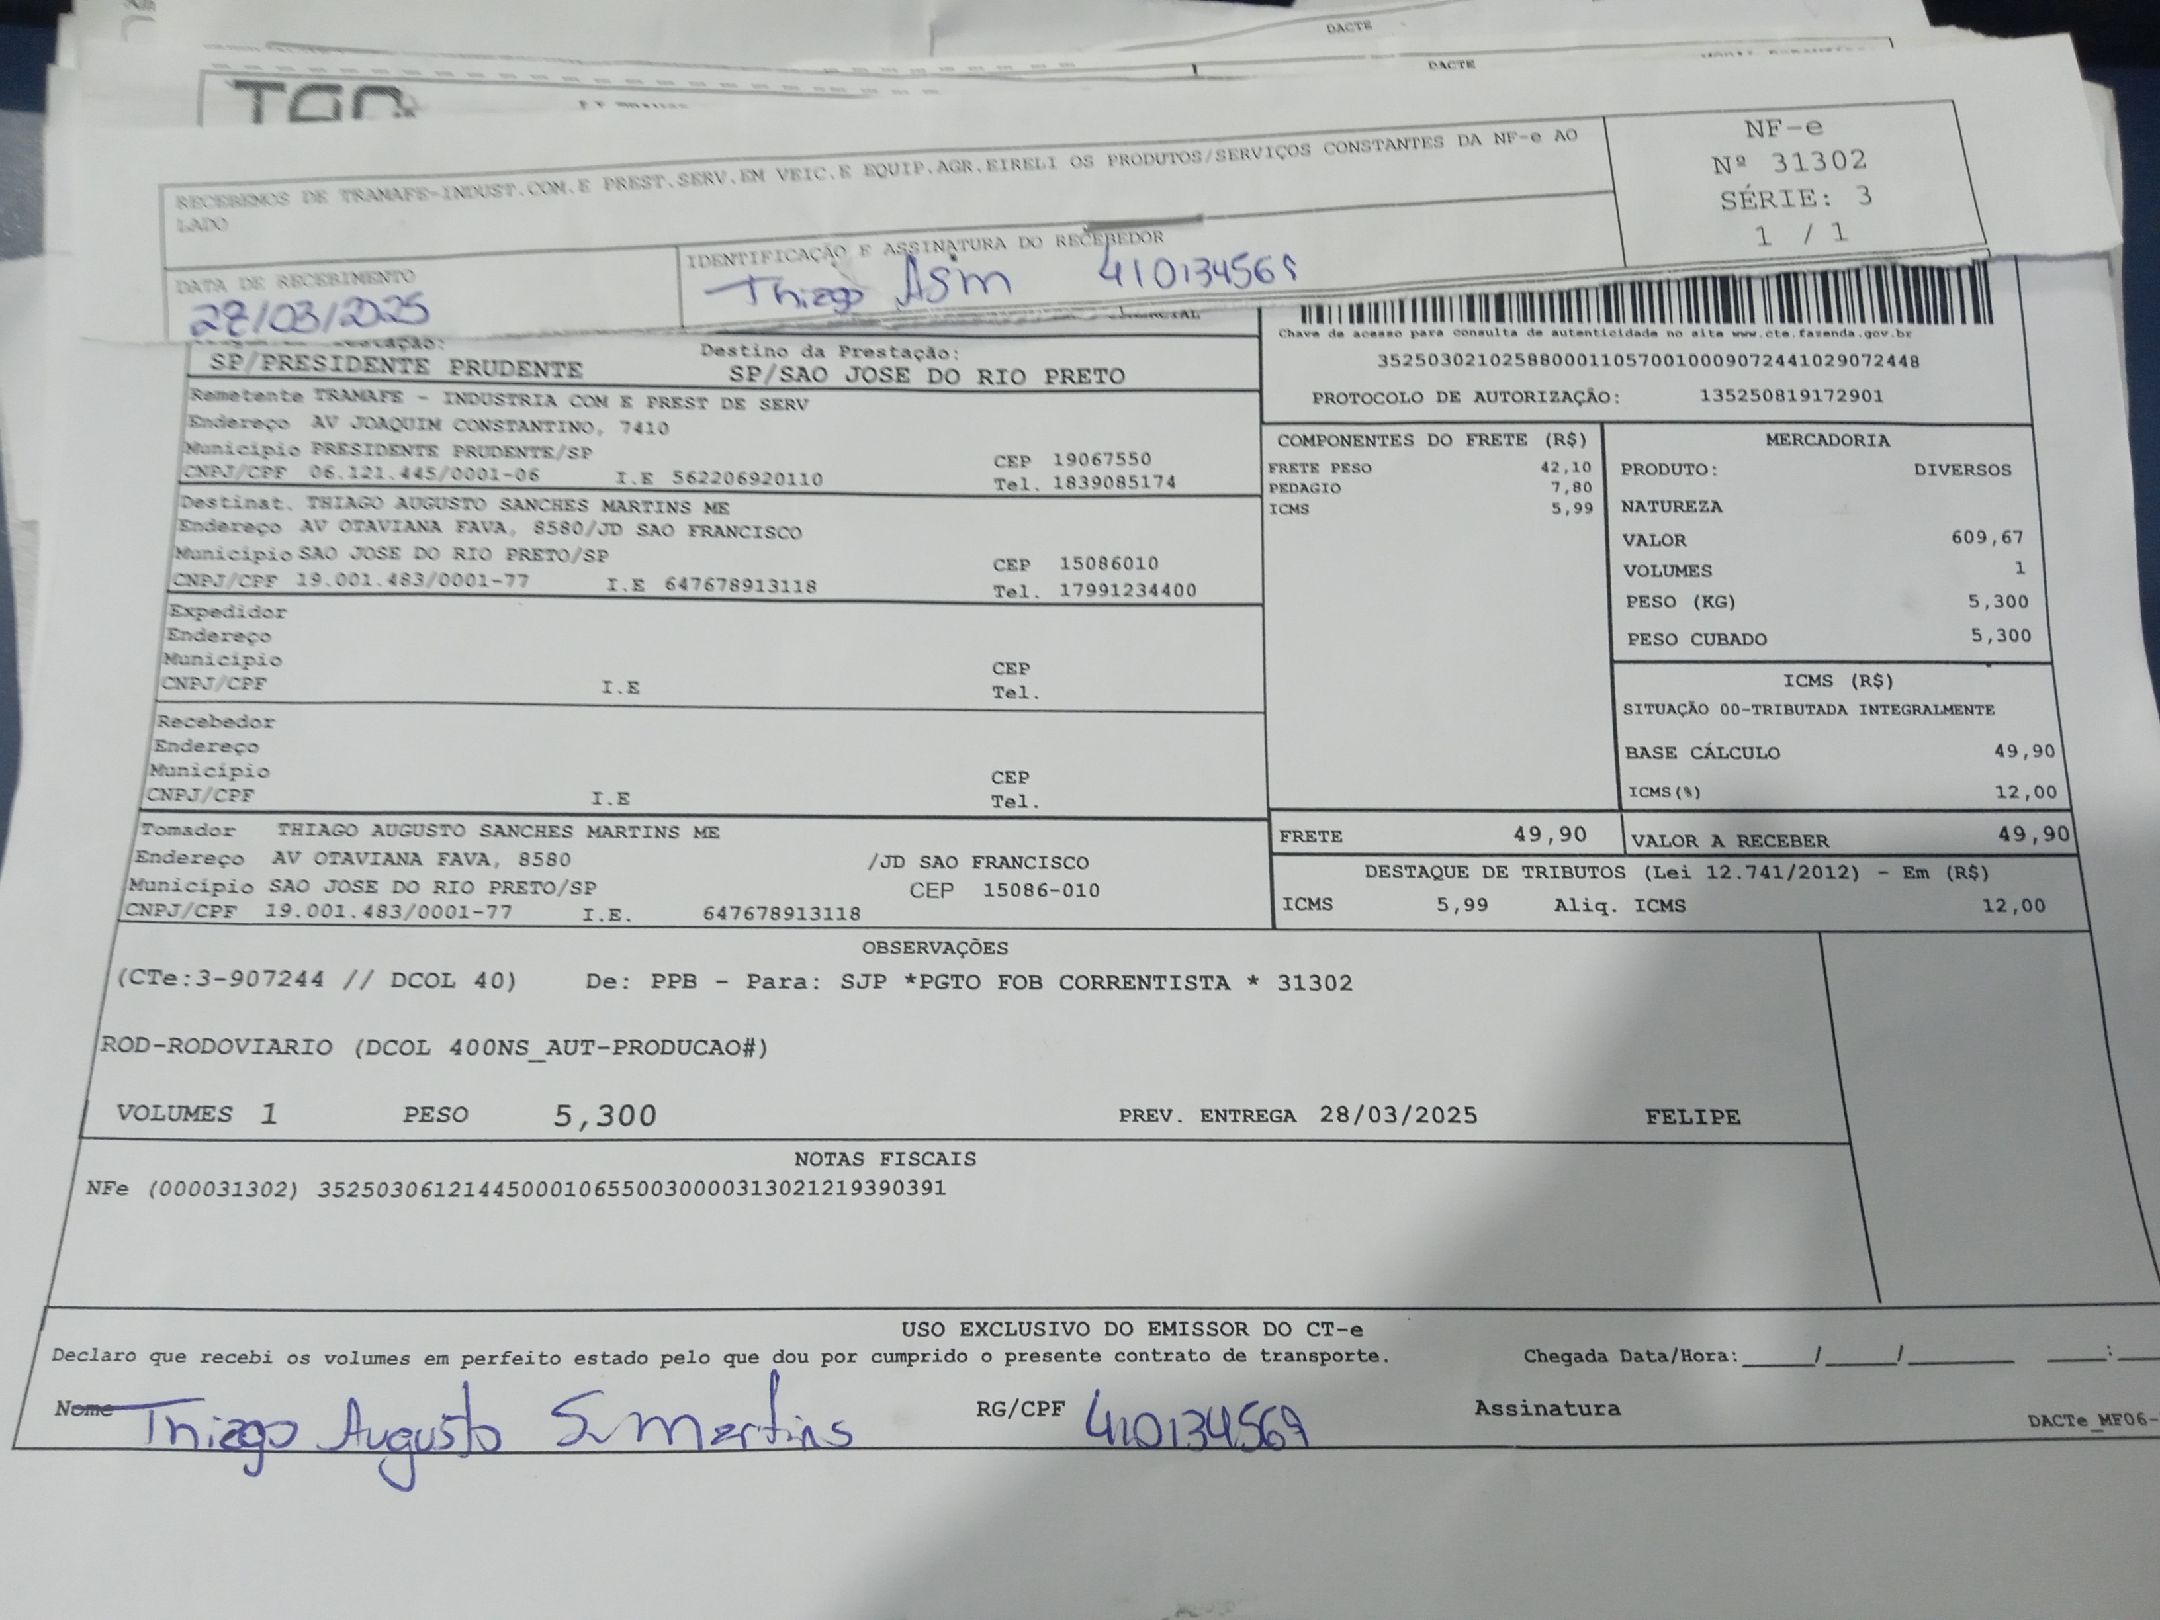 DACTE
DACTE
RECEBEMOS DE TRAMAFE-INDUST.COM.E PREST.SERV.EM VEIC.E EQUIP.AGR.EIRELI OS PRODUTOS/SERVIÇOS CONSTANTES DA NF-e AO
LADO
NF-e
Nº 31302
SÉRIE: 3
1 / 1
DATA DE RECEBIMENTO
28/03/2025
IDENTIFICAÇÃO E ASSINATURA DO RECEBEDOR
Thiago ASM 410134569
Chave de acesso para consulta de autenticidade no site www.cte.fazenda.gov.br
35250302102588000110570010009072441029072448
PROTOCOLO DE AUTORIZAÇÃO: 135250819172901
SP/PRESIDENTE PRUDENTE
Destino da Prestação:
SP/SAO JOSE DO RIO PRETO
Remetente TRAMAFE - INDUSTRIA COM E PREST DE SERV
Endereço AV JOAQUIM CONSTANTINO, 7410
Município PRESIDENTE PRUDENTE/SP CEP 19067550
CNPJ/CPF 06.121.445/0001-06 I.E 562206920110 Tel. 1839085174
Destinat. THIAGO AUGUSTO SANCHES MARTINS ME
Endereço AV OTAVIANA FAVA, 8580/JD SAO FRANCISCO
Município SAO JOSE DO RIO PRETO/SP CEP 15086010
CNPJ/CPF 19.001.483/0001-77 I.E 647678913118 Tel. 17991234400
Expedidor
Endereço
Município CEP
CNPJ/CPF I.E Tel.
Recebedor
Endereço
Município CEP
CNPJ/CPF I.E Tel.
Tomador THIAGO AUGUSTO SANCHES MARTINS ME
Endereço AV OTAVIANA FAVA, 8580 /JD SAO FRANCISCO
Município SAO JOSE DO RIO PRETO/SP CEP 15086-010
CNPJ/CPF 19.001.483/0001-77 I.E. 647678913118
COMPONENTES DO FRETE (R$)
FRETE PESO 42,10
PEDAGIO 7,80
ICMS 5,99
MERCADORIA
PRODUTO: DIVERSOS
NATUREZA
VALOR 609,67
VOLUMES 1
PESO (KG) 5,300
PESO CUBADO 5,300
ICMS (R$)
SITUAÇÃO 00-TRIBUTADA INTEGRALMENTE
BASE CÁLCULO 49,90
ICMS(%) 12,00
FRETE 49,90 VALOR A RECEBER 49,90
DESTAQUE DE TRIBUTOS (Lei 12.741/2012) - Em (R$)
ICMS 5,99 Aliq. ICMS 12,00
OBSERVAÇÕES
(CTe:3-907244 // DCOL 40) De: PPB - Para: SJP *PGTO FOB CORRENTISTA * 31302
ROD-RODOVIARIO (DCOL 400NS_AUT-PRODUCAO#)
VOLUMES 1 PESO 5,300 PREV. ENTREGA 28/03/2025 FELIPE
NOTAS FISCAIS
NFe (000031302) 35250306121445000106550030000313021219390391
USO EXCLUSIVO DO EMISSOR DO CT-e
Declaro que recebi os volumes em perfeito estado pelo que dou por cumprido o presente contrato de transporte. Chegada Data/Hora:_____/_____/_______ ____:___
Nome Thiago Augusto S Martins RG/CPF 410134569 Assinatura
DACTe_MF06-